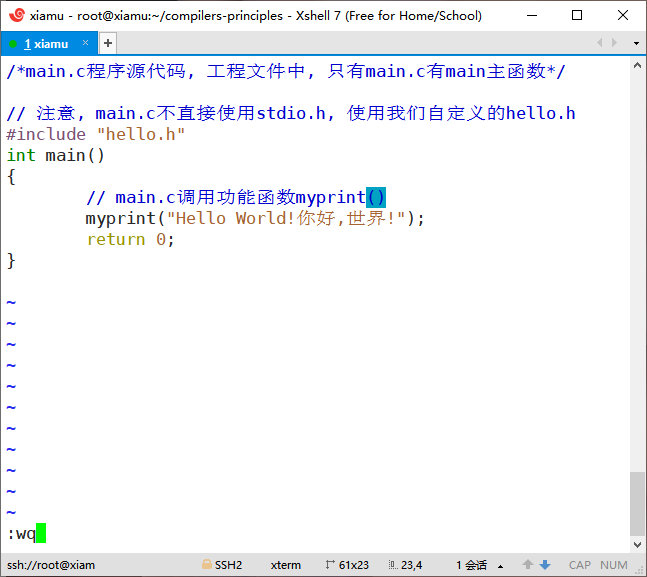 xiamu - root@xiamu:~/compilers-principles - Xshell 7 (Free for Home/School)
1 xiamu × +
/*main.c程序源代码, 工程文件中, 只有main.c有main主函数*/
// 注意, main.c不直接使用stdio.h, 使用我们自定义的hello.h
#include "hello.h"
int main()
{
// main.c调用功能函数myprint()
myprint("Hello World!你好,世界!");
return 0;
}
~
~
~
~
~
~
~
~
~
~
~
:wq
ssh://root@xiam SSH2 xterm 61x23 23,4 1 会话 CAP NUM